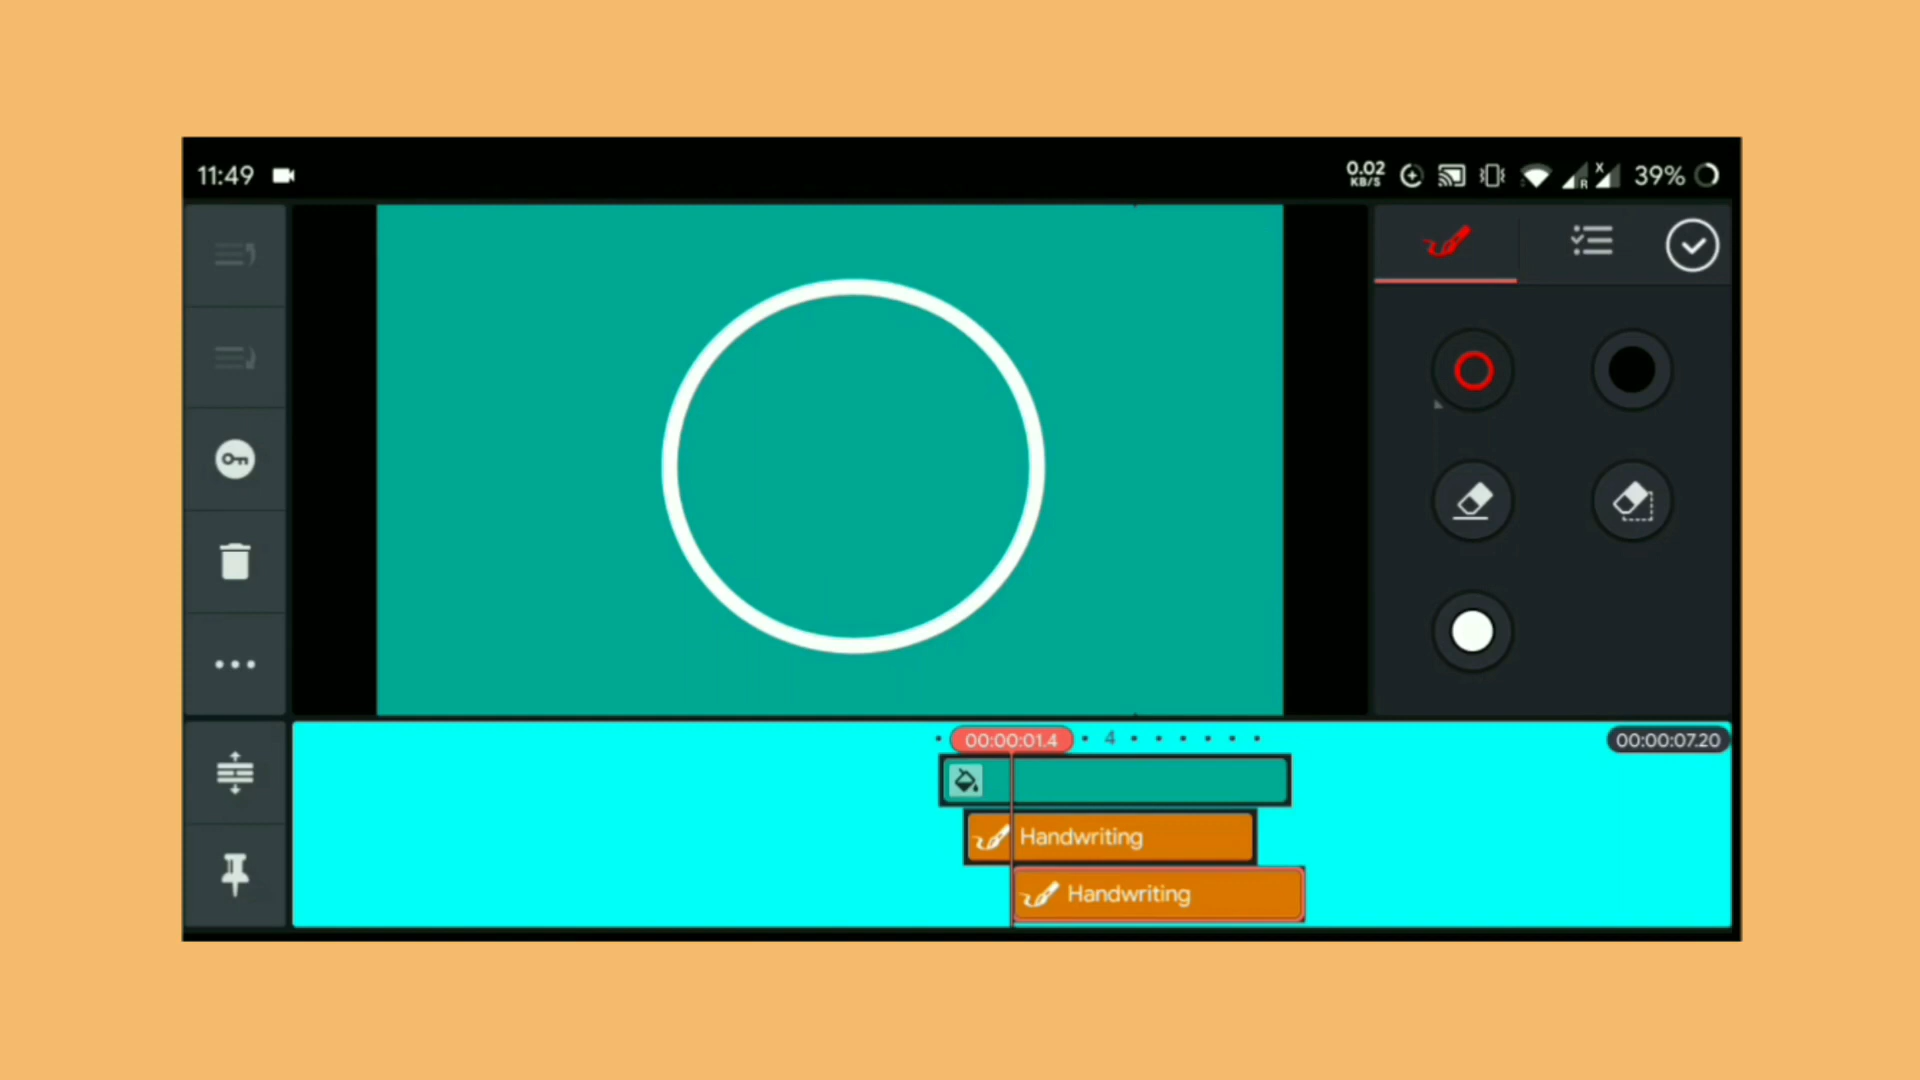 11:49
0.02
KB/S
R
X
39%
00:00:01.4
4
00:00:07.20
Handwriting
Handwriting